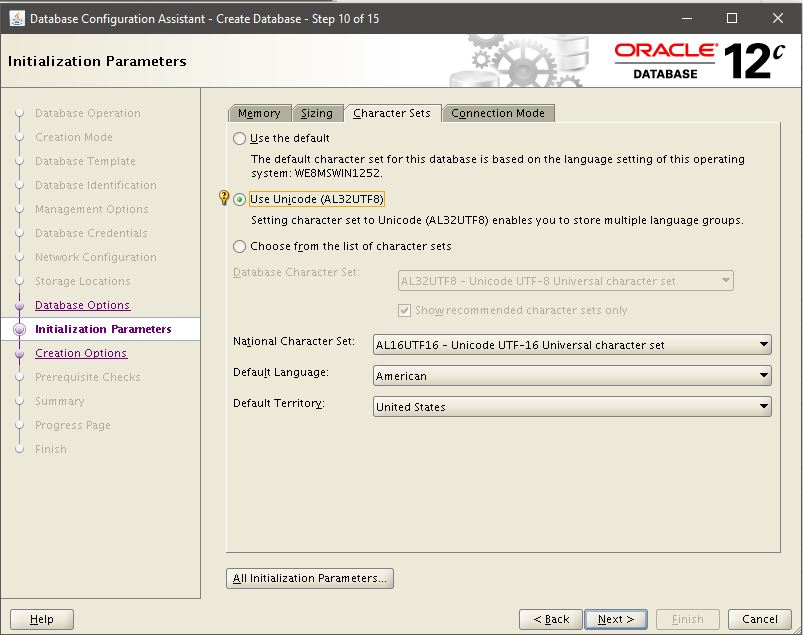 Database Configuration Assistant - Create Database - Step 10 of 15
Initialization Parameters
ORACLE
DATABASE
12c
Database Operation
Creation Mode
Database Template
Database Identification
Management Options
Database Credentials
Network Configuration
Storage Locations
Database Options
Initialization Parameters
Creation Options
Prerequisite Checks
Summary
Progress Page
Finish
Memory Sizing Character Sets Connection Mode
Use the default
The default character set for this database is based on the language setting of this operating
system: WE8MSWIN1252.
Use Unicode (AL32UTF8)
Setting character set to Unicode (AL32UTF8) enables you to store multiple language groups.
Choose from the list of character sets
Database Character Set: AL32UTF8 - Unicode UTF-8 Universal character set
Show recommended character sets only
National Character Set: AL16UTF16 - Unicode UTF-16 Universal character set
Default Language: American
Default Territory: United States
All Initialization Parameters...
Help < Back Next > Finish Cancel